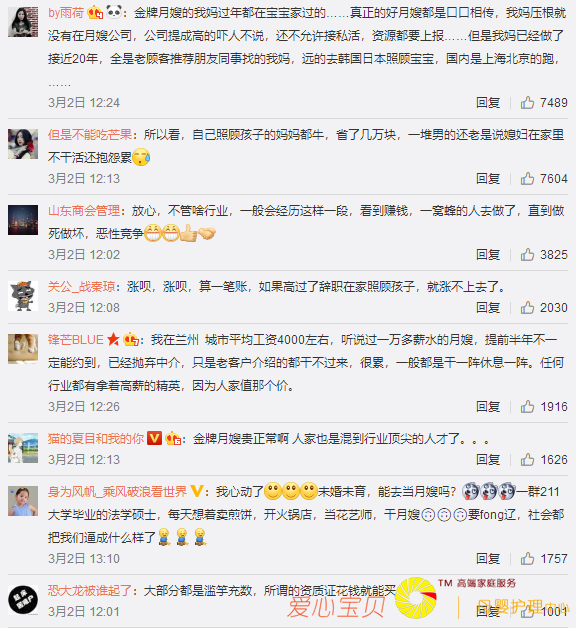 by雨荷：金牌月嫂的我妈过年都在宝宝家过的……真正的好月嫂都是口口相传，我妈压根就
没有在月嫂公司，公司提成高的吓人不说，还不允许接私活，资源都要上报……但是我妈已经做了
接近20年，全是老顾客推荐朋友同事找的我妈，远的去韩国日本照顾宝宝，国内是上海北京的跑，
……
3月2日 12:24 回复 7489
但是不能吃芒果：所以看，自己照顾孩子的妈妈都牛，省了几万块，一堆男的还老是说媳妇在家里
不干活还抱怨累
3月2日 12:13 回复 7604
山东商会管理：放心，不管啥行业，一般会经历这样一段，看到赚钱，一窝蜂的人去做了，直到做
死做坏，恶性竞争
3月2日 12:02 回复 3825
关公_战秦琼：涨呗，涨呗，算一笔账，如果高过了辞职在家照顾孩子，就涨不上去了。
3月2日 12:08 回复 2030
锋芒BLUE：我在兰州 城市平均工资4000左右，听说过一万多薪水的月嫂，提前半年不一
定能约到，已经抛弃中介，只是老客户介绍的都干不过来，很累，一般都是干一阵休息一阵。任何
行业都有拿着高薪的精英，因为人家值那个价。
3月2日 12:26 回复 1916
猫的夏目和我的你：金牌月嫂贵正常啊 人家也是混到行业顶尖的人才了。。。
3月2日 12:13 回复 1626
身为风帆_乘风破浪看世界：我心动了未婚未育，能去当月嫂吗？一群211
大学毕业的法学硕士，每天想着卖煎饼，开火锅店，当花艺师，干月嫂要fong辽，社会都
把我们逼成什么样了
3月2日 13:10 回复 1757
恐大龙被谁起了：大部分都是滥竽充数，所谓的资质证花钱就能买
3月2日 12:01 回复 1001
爱心宝贝 TM 高端家庭服务
母婴护理中心